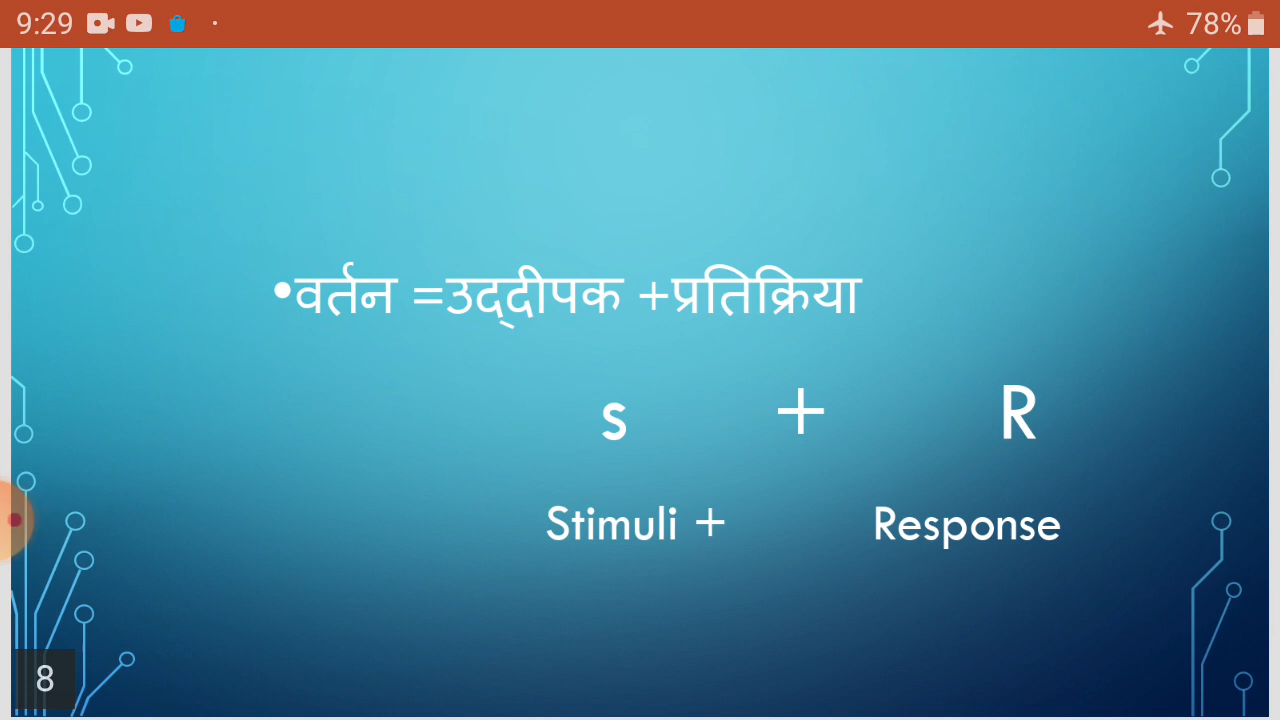 9:29 78%
•वर्तन =उद्दीपक +प्रतिक्रिया
s + R
Stimuli + Response
8